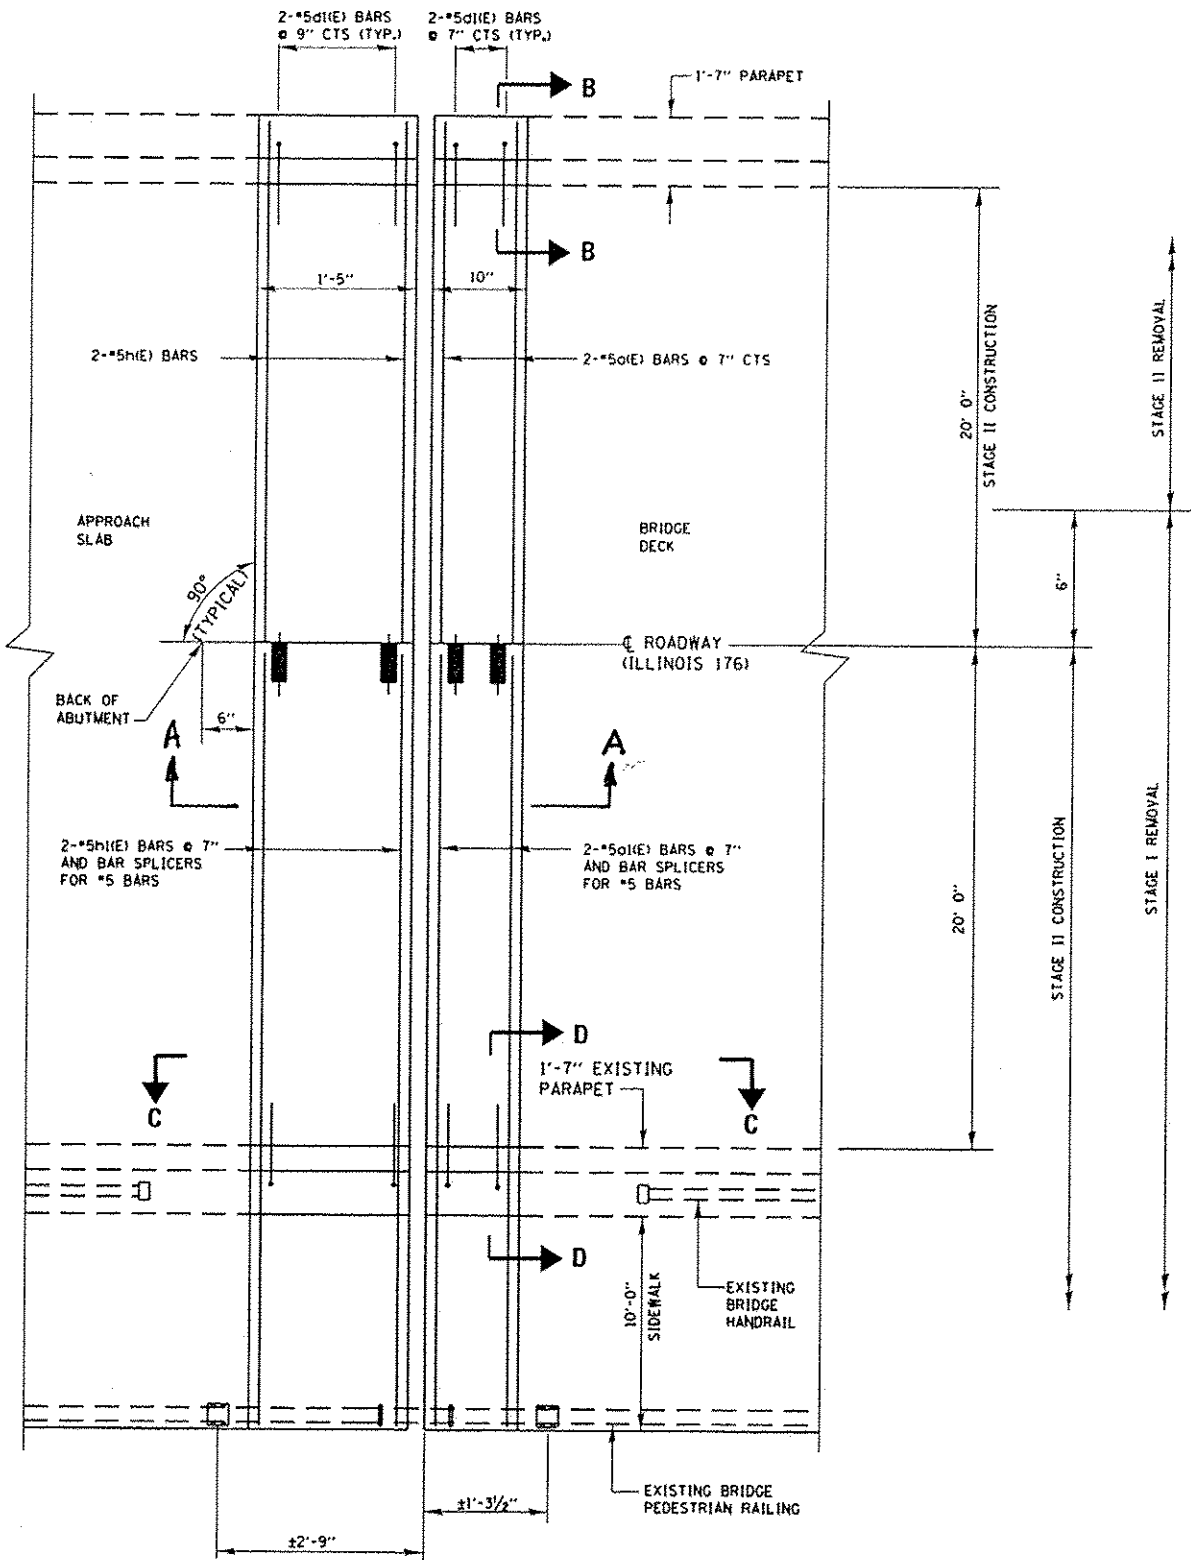 2-#5d1(E) BARS
@ 9" CTS (TYP.)
2-#5d1(E) BARS
@ 7" CTS (TYP.)
B
1'-7" PARAPET
B
1'-5"
10"
2-#5h(E) BARS
2-#5a(E) BARS @ 7" CTS
20' 0"
STAGE II CONSTRUCTION
STAGE II REMOVAL
APPROACH
SLAB
BRIDGE
DECK
90°
(TYPICAL)
6"
℄ ROADWAY
(ILLINOIS 176)
BACK OF
ABUTMENT
6"
A
A
2-#5h1(E) BARS @ 7"
AND BAR SPLICERS
FOR #5 BARS
2-#5a1(E) BARS @ 7"
AND BAR SPLICERS
FOR #5 BARS
20' 0"
STAGE II CONSTRUCTION
STAGE I REMOVAL
D
1'-7" EXISTING
PARAPET
C
C
D
10'-0"
SIDEWALK
EXISTING
BRIDGE
HANDRAIL
EXISTING BRIDGE
PEDESTRIAN RAILING
±1'-3½"
±2'-9"